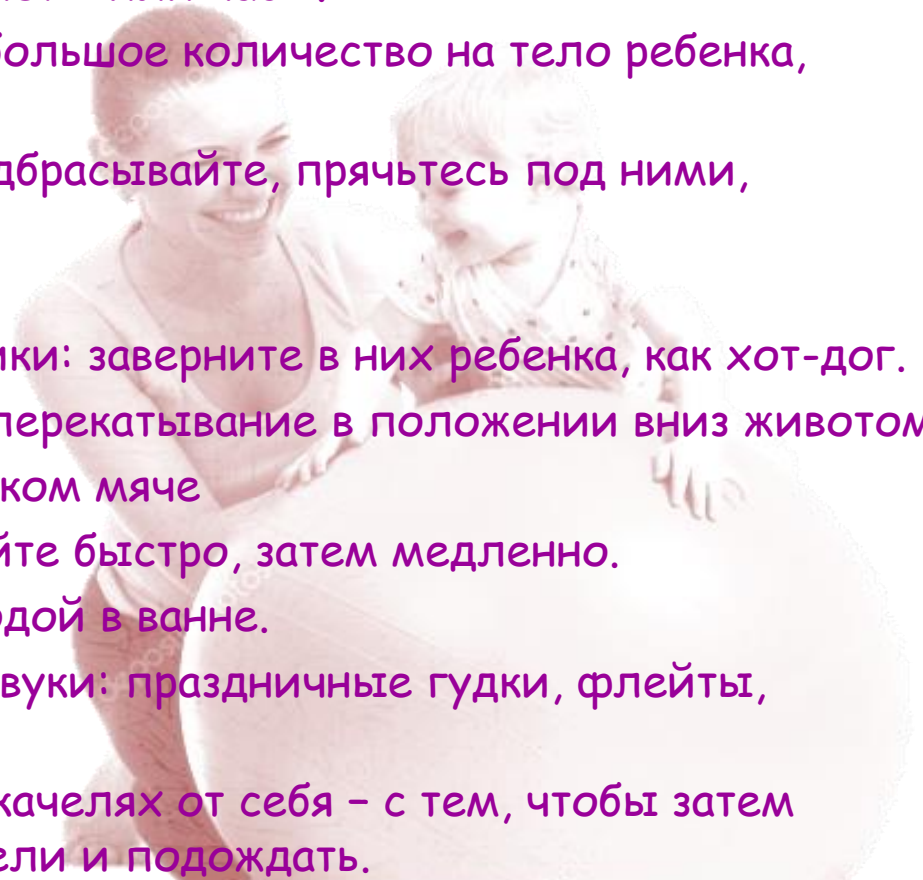 большое количество на тело ребенка,
дбрасывайте, прячьтесь под ними,
ики: заверните в них ребенка, как хот-дог.
перекатывание в положении вниз животом
ком мяче
йте быстро, затем медленно.
одой в ванне.
вуки: праздничные гудки, флейты,
качелях от себя – с тем, чтобы затем
ели и подождать.